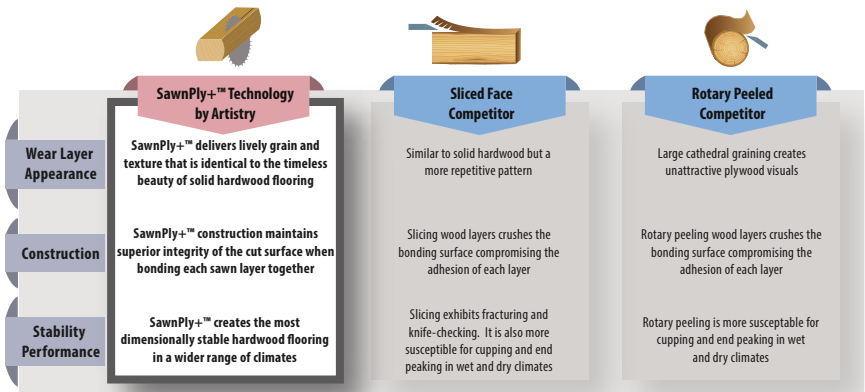 SawnPly+™ Technology
by Artistry
Sliced Face
Competitor
Rotary Peeled
Competitor
Wear Layer
Appearance
SawnPly+™ delivers lively grain and
texture that is identical to the timeless
beauty of solid hardwood flooring
Similar to solid hardwood but a
more repetitive pattern
Large cathedral graining creates
unattractive plywood visuals
Construction
SawnPly+™ construction maintains
superior integrity of the cut surface when
bonding each sawn layer together
Slicing wood layers crushes the
bonding surface compromising the
adhesion of each layer
Rotary peeling wood layers crushes the
bonding surface compromising the
adhesion of each layer
Stability
Performance
SawnPly+™ creates the most
dimensionally stable hardwood flooring
in a wider range of climates
Slicing exhibits fracturing and
knife-checking. It is also more
susceptible for cupping and end
peaking in wet and dry climates
Rotary peeling is more susceptable for
cupping and end peaking in wet
and dry climates